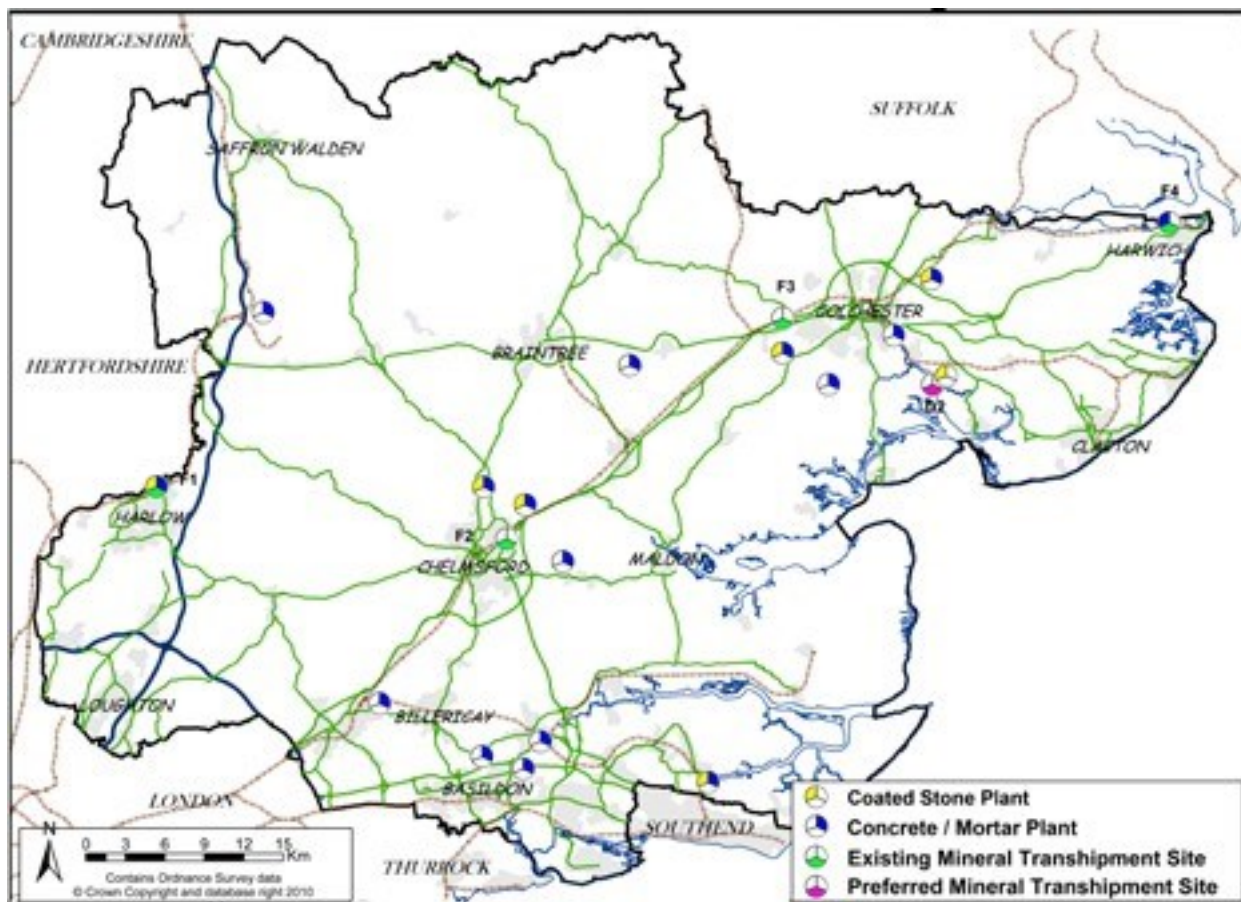 CAMBRIDGESHIRE
SUFFOLK
SAFFRON WALDEN
F4
HARWICH
F3
COLCHESTER
BRAINTREE
HERTFORDSHIRE
D2
CLACTON
F1
HARLOW
F2
CHELMSFORD
MALDON
LOUGHTON
BILLERICAY
BASILDON
LONDON
SOUTHEND
THURROCK
N
0 3 6 9 12 15
Km
Contains Ordnance Survey data
© Crown Copyright and database right 2010
Coated Stone Plant
Concrete / Mortar Plant
Existing Mineral Transhipment Site
Preferred Mineral Transhipment Site